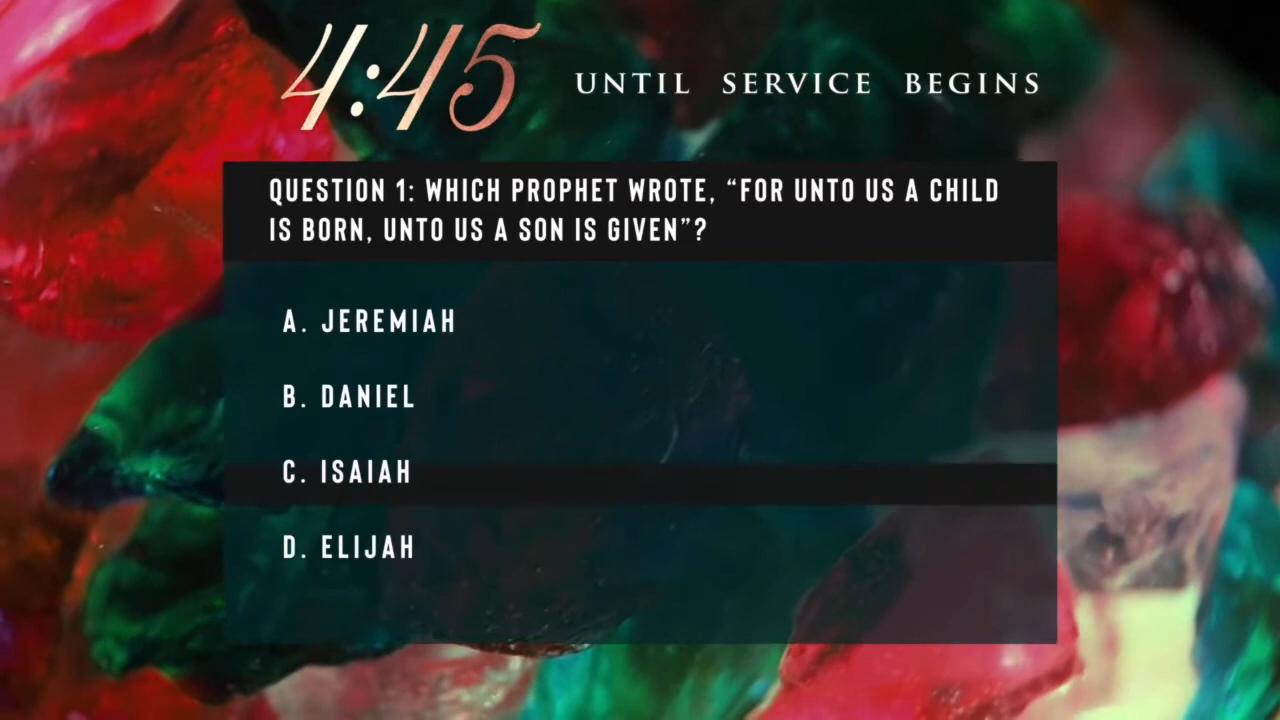 4:45 UNTIL SERVICE BEGINS
QUESTION 1: WHICH PROPHET WROTE, “FOR UNTO US A CHILD
IS BORN, UNTO US A SON IS GIVEN”?
A. JEREMIAH
B. DANIEL
C. ISAIAH
D. ELIJAH